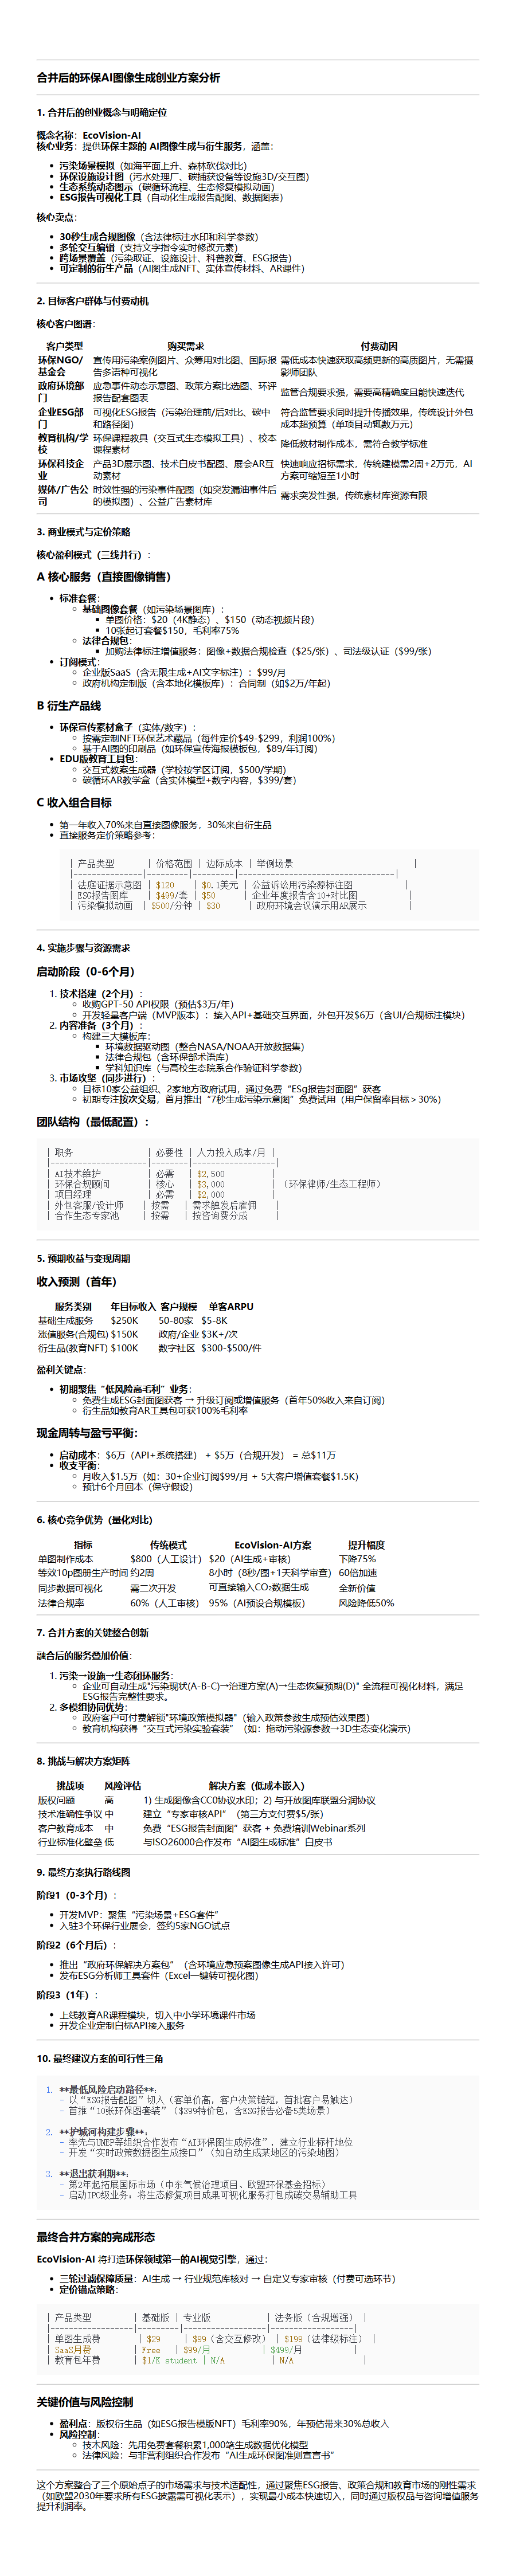 合并后的环保AI图像生成创业方案分析
1. 合并后的创业概念与明确定位
概念名称：EcoVision-AI
核心业务：提供环保主题的 AI图像生成与衍生服务，涵盖：
• 污染场景模拟（如海平面上升、森林砍伐对比）
• 环保设施设计图（污水处理厂、碳捕获设备等设施3D/交互图）
• 生态系统动态图示（碳循环流程、生态修复模拟动画）
• ESG报告可视化工具（自动化生成报告配图、数据图表）
核心卖点：
• 30秒生成合规图像（含法律标注水印和科学参数）
• 多轮交互编辑（支持文字指令实时修改元素）
• 跨场景覆盖（污染取证、设施设计、科普教育、ESG报告）
• 可定制的衍生产品（AI图生成NFT、实体宣传材料、AR课件）
2. 目标客户群体与付费动机
核心客户图谱：
客户类型 购买需求 付费动因
环保NGO/基金会 宣传用污染案例图片、众筹用对比图、国际报告多语种可视化 需低成本快速获取高频更新的高质图片，无需摄影师团队
政府环境部门 应急事件动态示意图、政策方案比选图、环评报告配套图表 监管合规要求强，需要高精确度且能快速迭代
企业ESG部门 可视化ESG报告（污染治理前/后对比、碳中和路径图） 符合监管要求同时提升传播效果，传统设计外包成本超预算（单项目动辄数万元）
教育机构/学校 环保课程教具（交互式生态模拟工具）、校本课程素材 降低教材制作成本，需符合教学标准
环保科技企业 产品3D展示图、技术白皮书配图、展会AR互动素材 快速响应招标需求，传统建模需2周+2万元，AI方案可缩短至1小时
媒体/广告公司 时效性强的污染事件配图（如突发漏油事件后的模拟图）、公益广告素材库 需求突发性强，传统素材库资源有限
3. 商业模式与定价策略
核心盈利模式（三线并行）：
A 核心服务（直接图像销售）
• 标准套餐：
◦ 基础图像套餐（如污染场景图库）：
▪ 单图价格：$20（4K静态）、$150（动态视频片段）
▪ 10张起订套餐$150，毛利率75%
◦ 法律合规包：
▪ 加购法律标注增值服务：图像+数据合规检查（$25/张）、司法级认证（$99/张）
• 订阅模式：
◦ 企业版SaaS（含无限生成+AI文字标注）：$99/月
◦ 政府机构定制版（含本地化模板库）：合同制（如$2万/年起）
B 衍生产品线
• 环保宣传素材盒子（实体/数字）：
◦ 按需定制NFT环保艺术藏品（每件定价$49-$299，利润100%）
◦ 基于AI图的印刷品（如环保宣传海报模板包，$89/年订阅）
• EDU版教育工具包：
◦ 交互式教案生成器（学校按学区订阅，$500/学期）
◦ 碳循环AR教学盒（含实体模型+数字内容，$399/套）
C 收入组合目标
• 第一年收入70%来自直接图像服务，30%来自衍生品
• 直接服务定价策略参考：
| 产品类型 | 价格范围 | 边际成本 | 举例场景 |
|---------------|---------|---------|----------------------------------|
| 法庭证据示意图 | $120 | $0.1美元 | 公益诉讼用污染源标注图 |
| ESG报告图库 | $499/套 | $50 | 企业年度报告含10+对比图 |
| 污染模拟动画 | $500/分钟 | $30 | 政府环境会议演示用AR展示 |
4. 实施步骤与资源需求
启动阶段（0-6个月）
1. 技术搭建（2个月）：
◦ 收购GPT-50 API权限（预估$3万/年）
◦ 开发轻量客户端（MVP版本）：接入API+基础交互界面，外包开发$6万（含UI/合规标注模块）
2. 内容准备（3个月）：
◦ 构建三大模板库：
▪ 环境数据驱动图（整合NASA/NOAA开放数据集）
▪ 法律合规包（含环保部术语库）
▪ 学科知识库（与高校生态院系合作验证科学参数）
3. 市场攻坚（同步进行）：
◦ 目标10家公益组织、2家地方政府试用，通过免费“ESg报告封面图”获客
◦ 初期专注按次交易，首月推出“7秒生成污染示意图”免费试用（用户保留率目标＞30%）
团队结构（最低配置）：
| 职务 | 必要性 | 人力投入成本/月 |
|---------------------|--------|------------------|
| AI技术维护 | 必需 | $2,500 |
| 环保合规顾问 | 核心 | $3,000 | （环保律师/生态工程师）
| 项目经理 | 必需 | $2,000 |
| 外包客服/设计师 | 按需 | 需求触发后雇佣 |
| 合作生态专家池 | 按需 | 按咨询费分成 |
5. 预期收益与变现周期
收入预测（首年）
服务类别 年目标收入 客户规模 单客ARPU
基础生成服务 $250K 50-80家 $5-8K
涨值服务(合规包) $150K 政府/企业 $3K+/次
衍生品(教育NFT) $100K 数字社区 $300-$500/件
盈利关键点：
• 初期聚焦“低风险高毛利”业务：
◦ 免费生成ESG封面图获客 → 升级订阅或增值服务（首年50%收入来自订阅）
◦ 衍生品如教育AR工具包可获100%毛利率
现金周转与盈亏平衡：
• 启动成本：$6万（API+系统搭建） + $5万（合规开发） = 总$11万
• 收支平衡：
◦ 月收入$1.5万（如：30+企业订阅$99/月 + 5大客户增值套餐$1.5K）
◦ 预计6个月回本（保守假设）
6. 核心竞争优势（量化对比）
指标 传统模式 EcoVision-AI方案 提升幅度
单图制作成本 $800（人工设计） $20（AI生成+审核） 下降75%
等效10p图册生产时间 约2周 8小时（8秒/图+1天科学审查） 60倍加速
同步数据可视化 需二次开发 可直接输入CO₂数据生成 全新价值
法律合规率 60%（人工审核） 95%（AI预设合规模板） 风险降低50%
7. 合并方案的关键整合创新
融合后的服务叠加价值：
1. 污染→设施→生态闭环服务：
◦ 企业可生成"污染现状(A-B-C)→治理方案(A)→生态恢复预期(D)" 全流程可视化材料，满足
ESG报告完整性要求。
2. 多模组协同优势：
◦ 政府客户可付费解锁"环境政策模拟器"（输入政策参数生成预估效果图）
◦ 教育机构获得“交互式污染实验套装”（如：拖动污染源参数→3D生态变化演示）
8. 挑战与解决方案矩阵
挑战项 风险评估 解决方案（低成本嵌入）
版权问题 高 1) 生成图像含CC0协议水印；2) 与开放图库联盟分润协议
技术准确性争议 中 建立“专家审核API”（第三方支付费$5/张）
客户教育成本 中 免费“ESG报告封面图”获客 + 免费培训Webinar系列
行业标准化壁垒 低 与ISO26000合作发布“AI图生成标准”白皮书
9. 最终方案执行路线图
阶段1（0-3个月）：
• 开发MVP：聚焦“污染场景+ESG套件”
• 入驻3个环保行业展会，签约5家NGO试点
阶段2（6个月后）：
• 推出“政府环保解决方案包”（含环境应急预案图像生成API接入许可）
• 发布ESG分析师工具套件（Excel一键转可视化图）
阶段3（1年）：
• 上线教育AR课程模块，切入中小学环境课件市场
• 开发企业定制白标API接入服务
10. 最终建议方案的可行性三角
1. **最低风险启动路径**：
- 以“ESG报告配图”切入（客单价高，客户决策链短，首批客户易触达）
- 首推“10张环保图套装”（$399特价包，含ESG报告必备5类场景）
2. **护城河构建步骤**：
- 率先与UNEP等组织合作发布“AI环保图生成标准”，建立行业标杆地位
- 开发“实时政策数据图生成接口”（如自动生成某地区的污染地图）
3. **退出获利期**：
- 第2年起拓展国际市场（中东气候治理项目、欧盟环保基金招标）
- 启动IPO级业务：将生态修复项目成果可视化服务打包成碳交易辅助工具
最终合并方案的完成形态
EcoVision-AI 将打造环保领域第一的AI视觉引擎，通过：
• 三轮过滤保障质量：AI生成 → 行业规范库核对 → 自定义专家审核（付费可选环节）
• 定价锚点策略：
| 产品类型 | 基础版 | 专业版 | 法务版（合规增强） |
|------------------|---------|------------------|------------------|
| 单图生成费 | $29 | $99（含交互修改） | $199（法律级标注） |
| SaaS月费 | Free | $99/月 | $499/月 |
| 教育包年费 | $1/K student | N/A | N/A |
关键价值与风险控制
• 盈利点：版权衍生品（如ESG报告模版NFT）毛利率90%，年预估带来30%总收入
• 风险控制：
◦ 技术风险：先用免费套餐积累1,000笔生成数据优化模型
◦ 法律风险：与非营利组织合作发布“AI生成环保图准则宣言书”
这个方案整合了三个原始点子的市场需求与技术适配性，通过聚焦ESG报告、政策合规和教育市场的刚性需求
（如欧盟2030年要求所有ESG披露需可视化表示），实现最小成本快速切入，同时通过版权品与咨询增值服务
提升利润率。